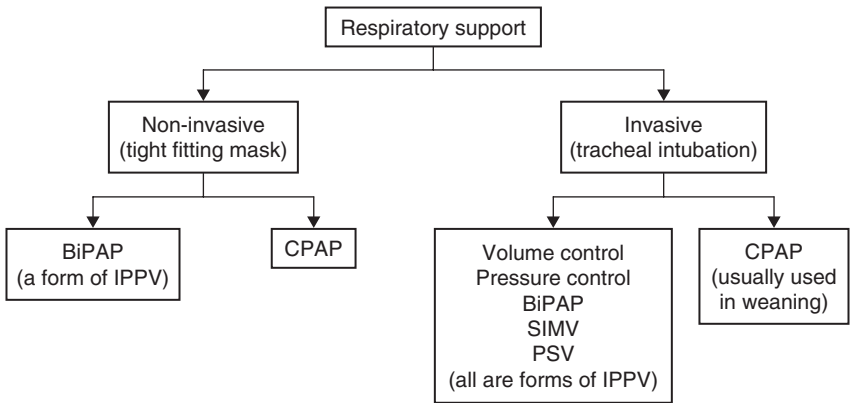 Respiratory support
Non-invasive
(tight fitting mask)
Invasive
(tracheal intubation)
BiPAP
(a form of IPPV)
CPAP
Volume control
Pressure control
BiPAP
SIMV
PSV
(all are forms of IPPV)
CPAP
(usually used
in weaning)